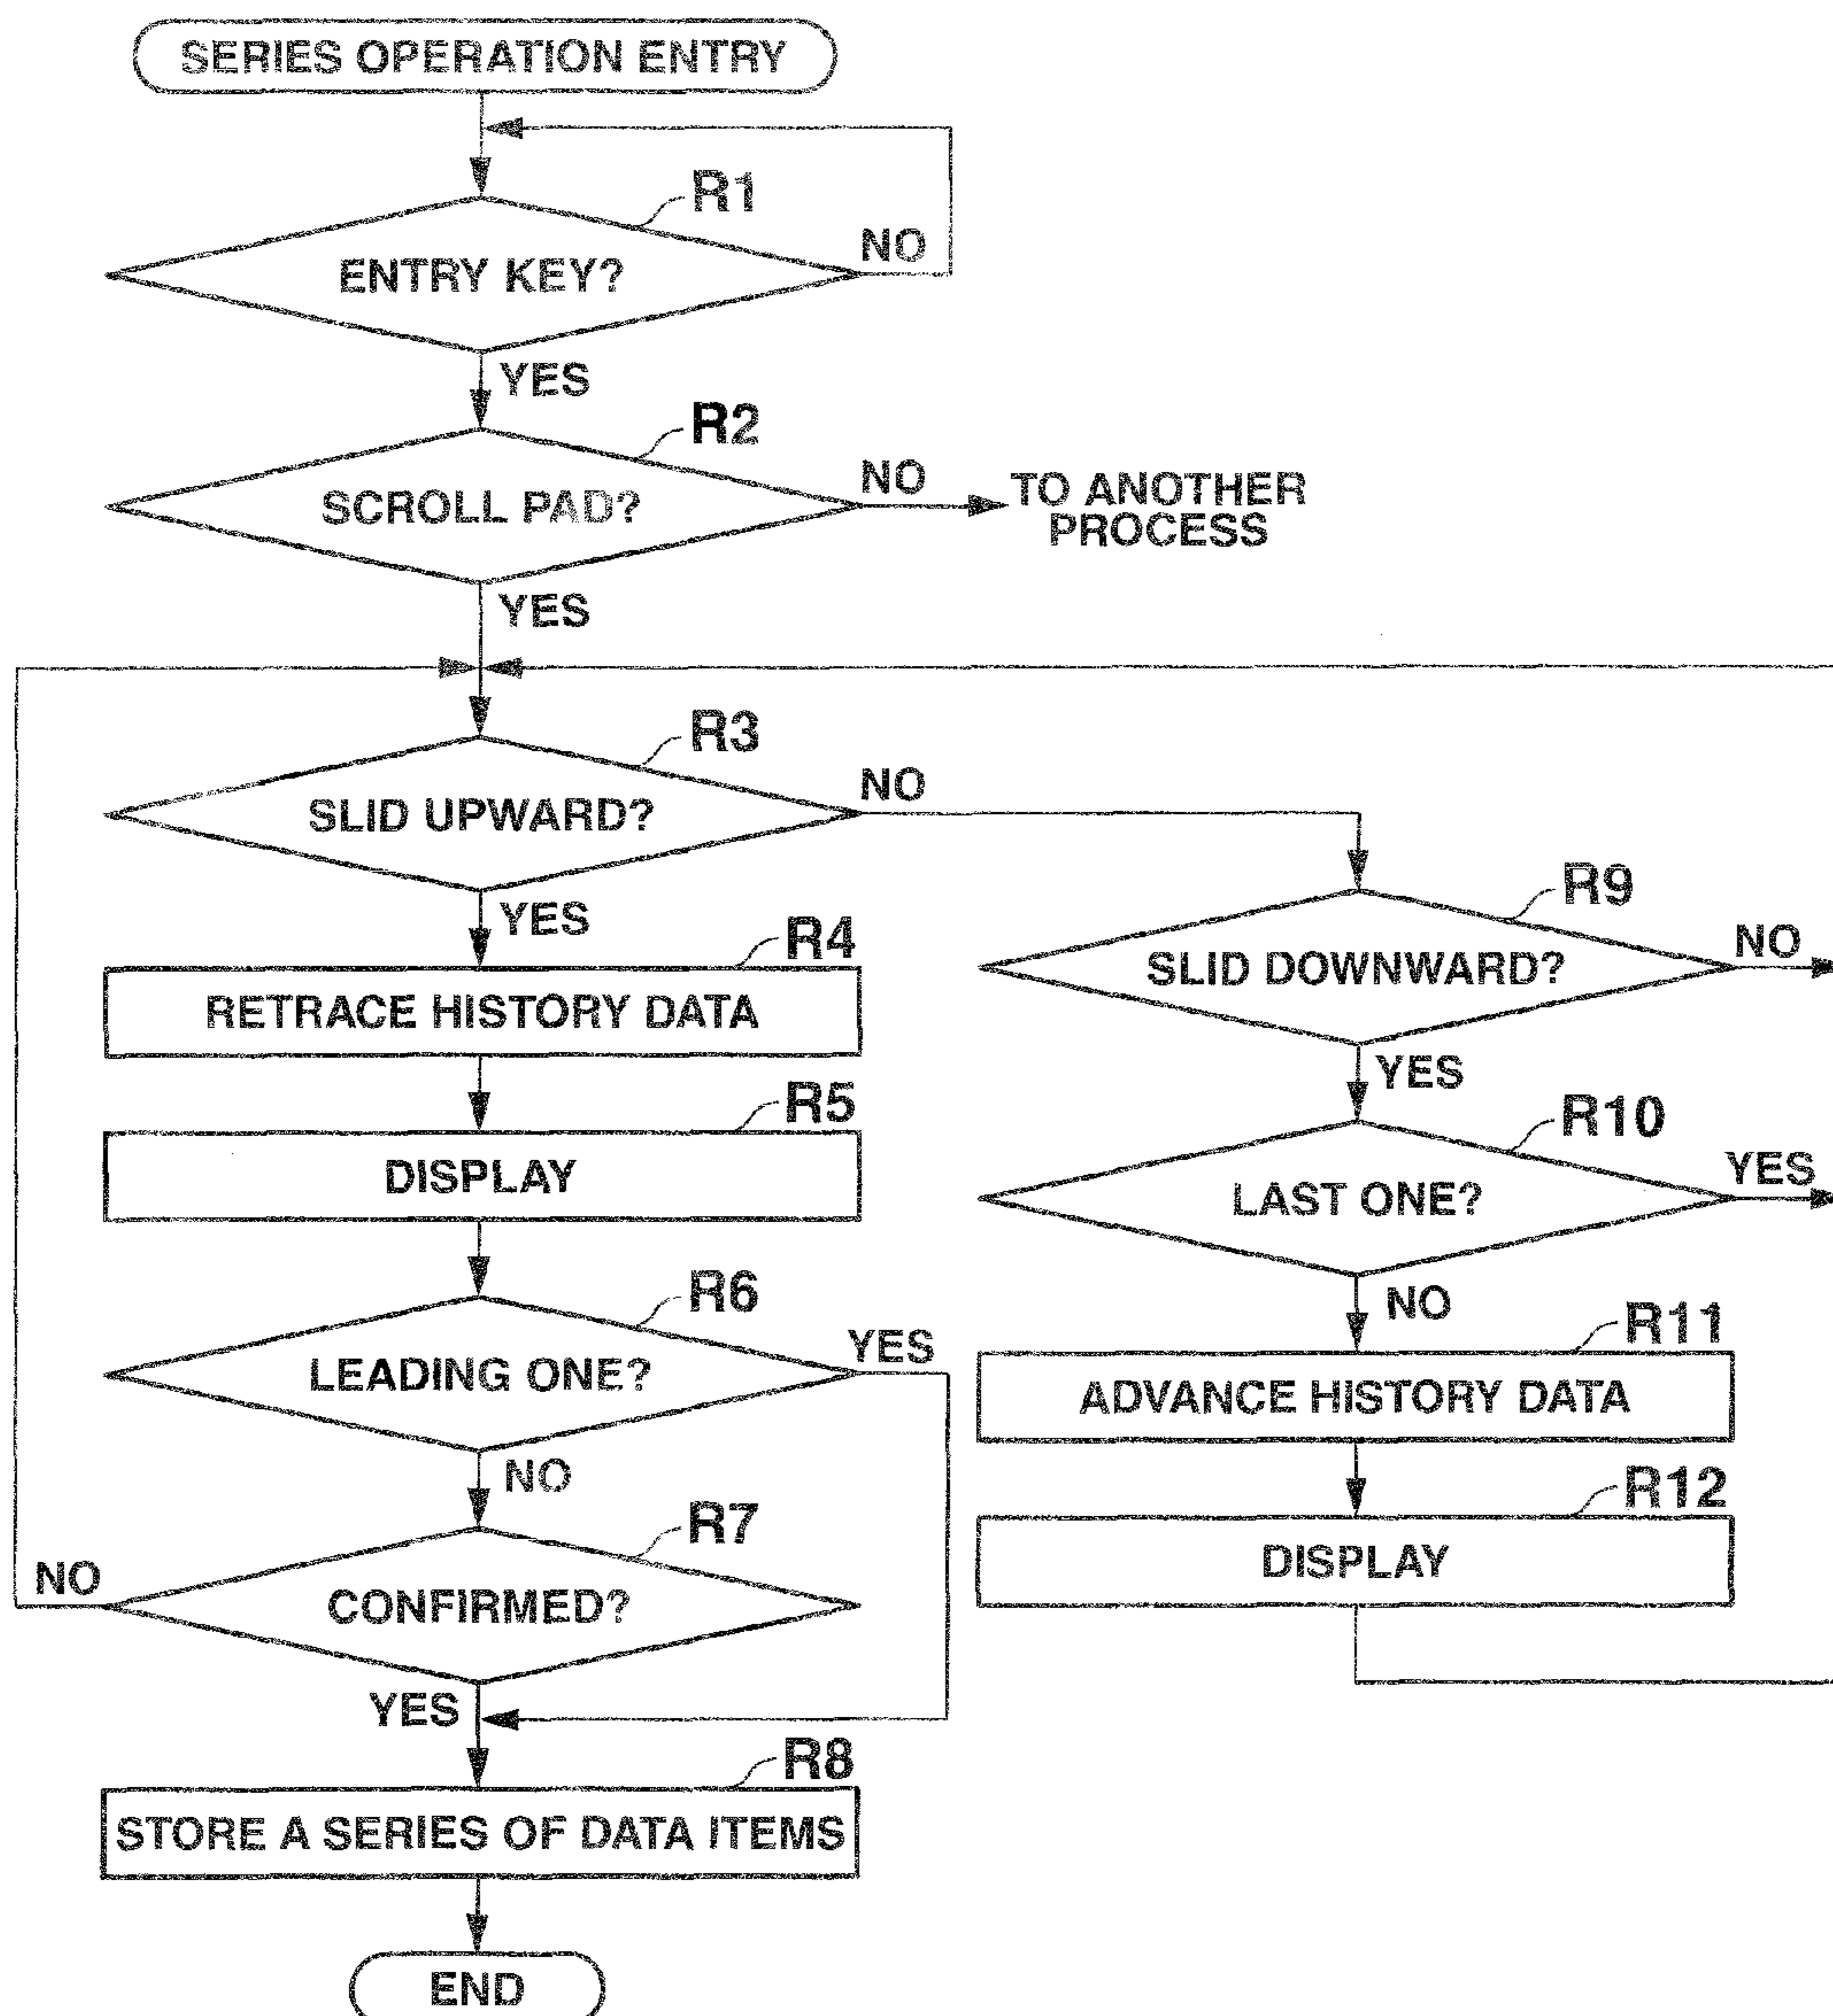 SERIES OPERATION ENTRY
R1
ENTRY KEY?
NO
YES
R2
SCROLL PAD?
NO
TO ANOTHER
PROCESS
YES
R3
SLID UPWARD?
NO
YES
R4
RETRACE HISTORY DATA
R5
DISPLAY
R6
LEADING ONE?
YES
NO
R7
CONFIRMED?
NO
YES
R8
STORE A SERIES OF DATA ITEMS
END
R9
SLID DOWNWARD?
NO
YES
R10
LAST ONE?
YES
NO
R11
ADVANCE HISTORY DATA
R12
DISPLAY